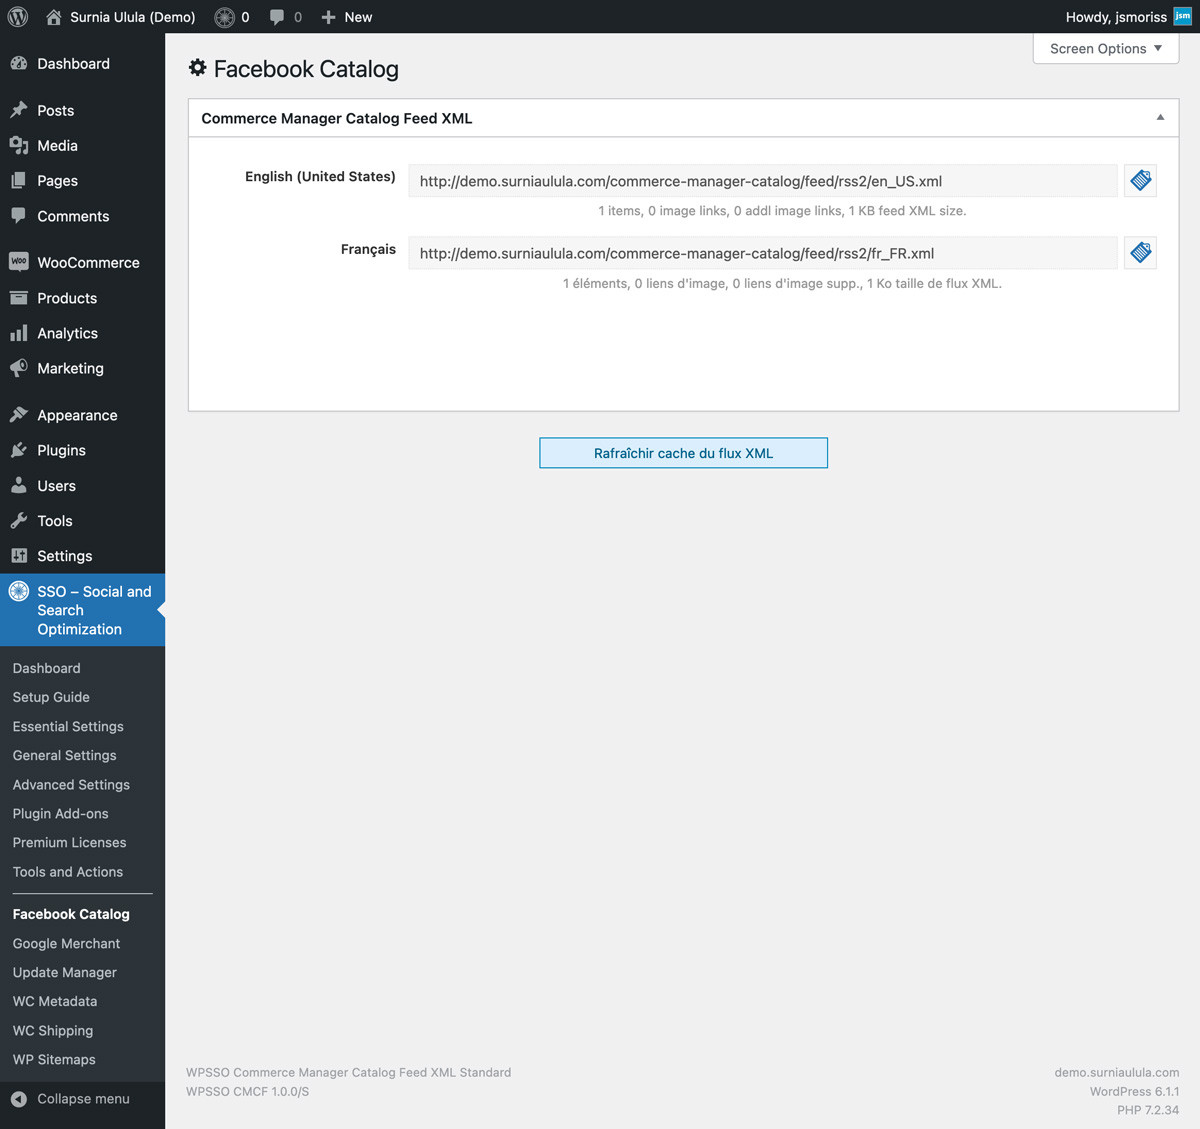 Surnia Ulula (Demo) 0 0 New Howdy, jsmoriss jsm
Screen Options ▼
Dashboard
Posts
Media
Pages
Comments
WOO WooCommerce
Products
Analytics
Marketing
Appearance
Plugins
Users
Tools
Settings
SSO – Social and
Search
Optimization
Dashboard
Setup Guide
Essential Settings
General Settings
Advanced Settings
Plugin Add-ons
Premium Licenses
Tools and Actions
Facebook Catalog
Google Merchant
Update Manager
WC Metadata
WC Shipping
WP Sitemaps
Collapse menu
Facebook Catalog
Commerce Manager Catalog Feed XML
English (United States) http://demo.surniaulula.com/commerce-manager-catalog/feed/rss2/en_US.xml
1 items, 0 image links, 0 addl image links, 1 KB feed XML size.
Français http://demo.surniaulula.com/commerce-manager-catalog/feed/rss2/fr_FR.xml
1 éléments, 0 liens d'image, 0 liens d'image supp., 1 Ko taille de flux XML.
Rafraîchir cache du flux XML
WPSSO Commerce Manager Catalog Feed XML Standard
WPSSO CMCF 1.0.0/S
demo.surniaulula.com
WordPress 6.1.1
PHP 7.2.34